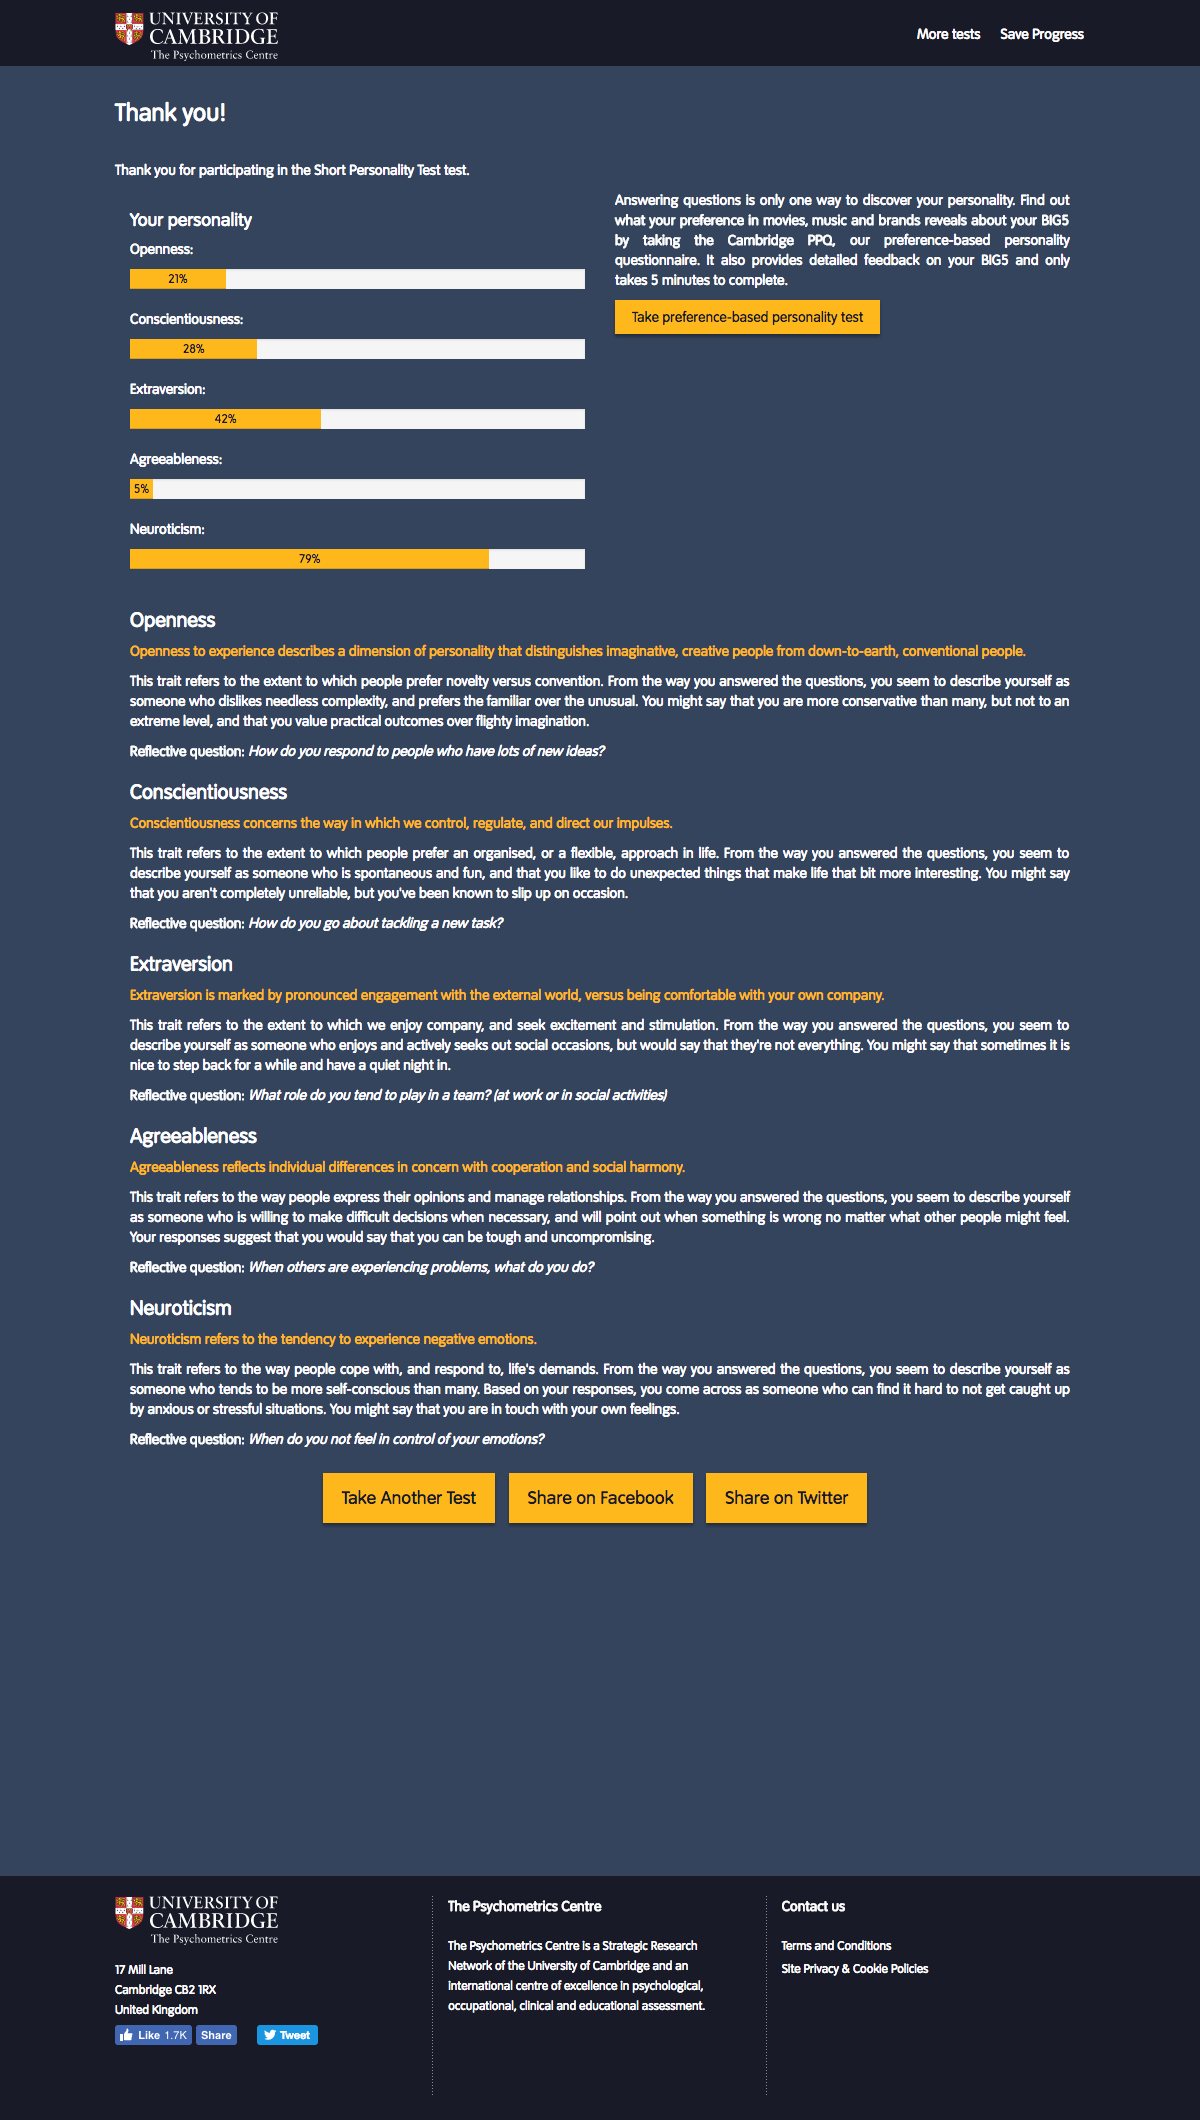 UNIVERSITY OF
CAMBRIDGE
The Psychometrics Centre
More tests
Save Progress
Thank you!
Thank you for participating in the Short Personality Test test.
Your personality
Openness:
21%
Conscientiousness:
28%
Extraversion:
42%
Agreeableness:
5%
Neuroticism:
79%
Answering questions is only one way to discover your personality. Find out
what your preference in movies, music and brands reveals about your BIG5
by taking the Cambridge PPQ, our preference-based personality
questionnaire. It also provides detailed feedback on your BIG5 and only
takes 5 minutes to complete.
Take preference-based personality test
Openness
Openness to experience describes a dimension of personality that distinguishes imaginative, creative people from down-to-earth, conventional people.
This trait refers to the extent to which people prefer novelty versus convention. From the way you answered the questions, you seem to describe yourself as
someone who dislikes needless complexity, and prefers the familiar over the unusual. You might say that you are more conservative than many, but not to an
extreme level, and that you value practical outcomes over flighty imagination.
Reflective question: How do you respond to people who have lots of new ideas?
Conscientiousness
Conscientiousness concerns the way in which we control, regulate, and direct our impulses.
This trait refers to the extent to which people prefer an organised, or a flexible, approach in life. From the way you answered the questions, you seem to
describe yourself as someone who is spontaneous and fun, and that you like to do unexpected things that make life that bit more interesting. You might say
that you aren't completely unreliable, but you've been known to slip up on occasion.
Reflective question: How do you go about tackling a new task?
Extraversion
Extraversion is marked by pronounced engagement with the external world, versus being comfortable with your own company.
This trait refers to the extent to which we enjoy company, and seek excitement and stimulation. From the way you answered the questions, you seem to
describe yourself as someone who enjoys and actively seeks out social occasions, but would say that they're not everything. You might say that sometimes it is
nice to step back for a while and have a quiet night in.
Reflective question: What role do you tend to play in a team? (at work or in social activities)
Agreeableness
Agreeableness reflects individual differences in concern with cooperation and social harmony.
This trait refers to the way people express their opinions and manage relationships. From the way you answered the questions, you seem to describe yourself
as someone who is willing to make difficult decisions when necessary, and will point out when something is wrong no matter what other people might feel.
Your responses suggest that you would say that you can be tough and uncompromising.
Reflective question: When others are experiencing problems, what do you do?
Neuroticism
Neuroticism refers to the tendency to experience negative emotions.
This trait refers to the way people cope with, and respond to, life's demands. From the way you answered the questions, you seem to describe yourself as
someone who tends to be more self-conscious than many. Based on your responses, you come across as someone who can find it hard to not get caught up
by anxious or stressful situations. You might say that you are in touch with your own feelings.
Reflective question: When do you not feel in control of your emotions?
Take Another Test
Share on Facebook
Share on Twitter
UNIVERSITY OF
CAMBRIDGE
The Psychometrics Centre
17 Mill Lane
Cambridge CB2 1RX
United Kingdom
Like 1.7K
Share
Tweet
The Psychometrics Centre
The Psychometrics Centre is a Strategic Research
Network of the University of Cambridge and an
international centre of excellence in psychological,
occupational, clinical and educational assessment.
Contact us
Terms and Conditions
Site Privacy & Cookie Policies